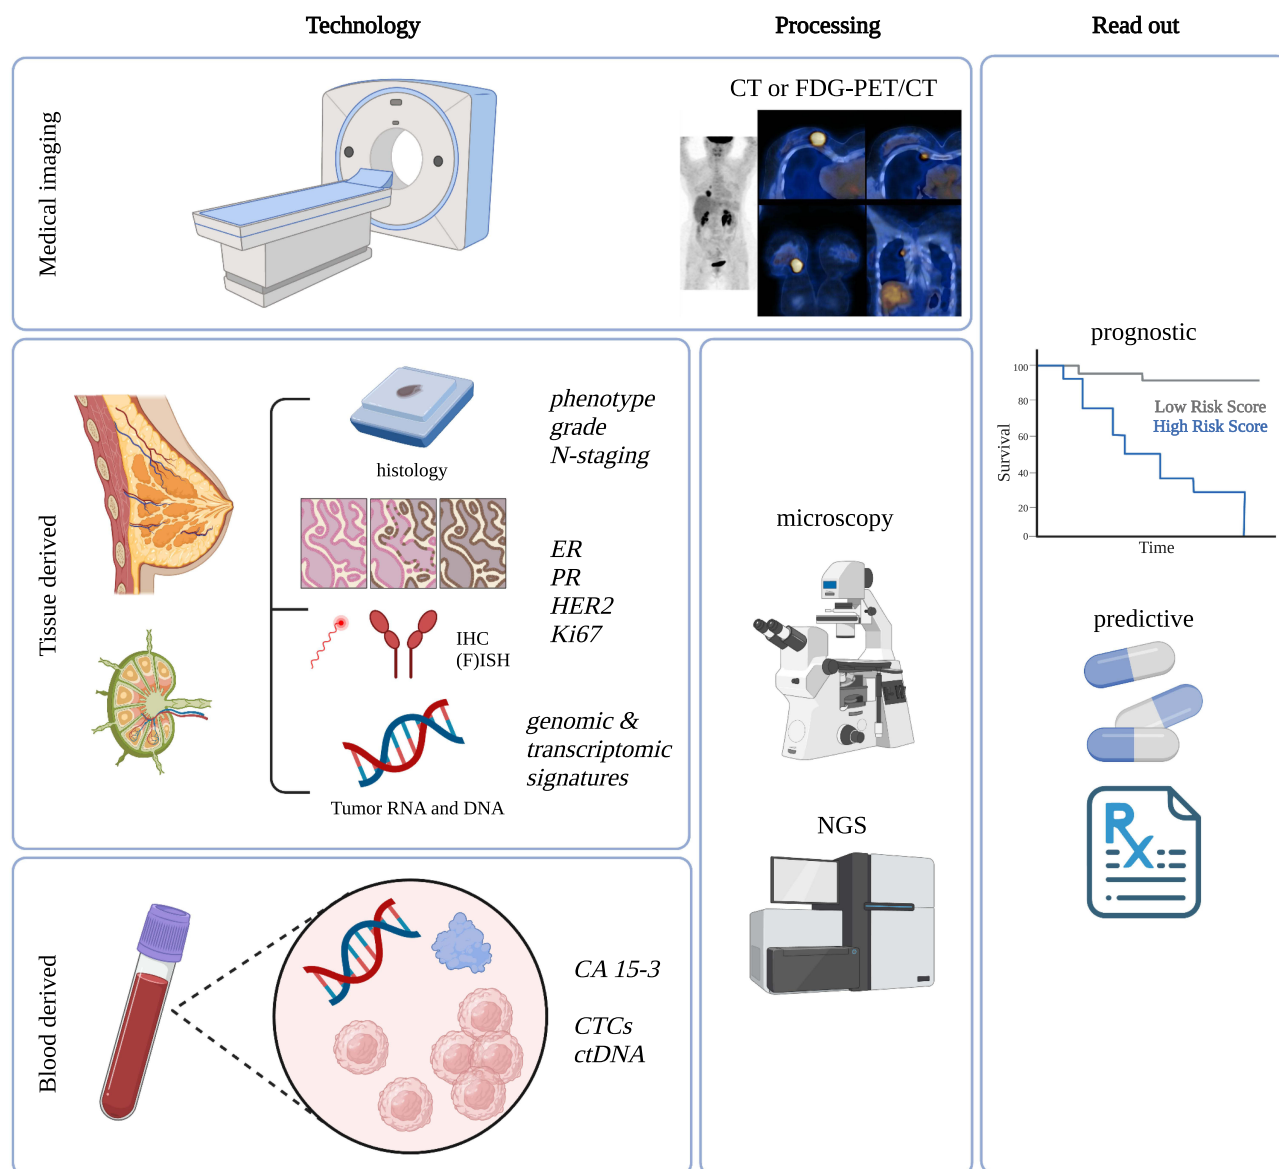 Technology
Processing
Read out
Medical imaging
CT or FDG-PET/CT
Tissue derived
histology
phenotype
grade
N-staging
ER
PR
HER2
Ki67
IHC
(F)ISH
genomic &
transcriptomic
signatures
Tumor RNA and DNA
Blood derived
CA 15-3
CTCs
ctDNA
microscopy
NGS
prognostic
100
80
60
40
20
0
Survival
Low Risk Score
High Risk Score
Time
predictive
Rx